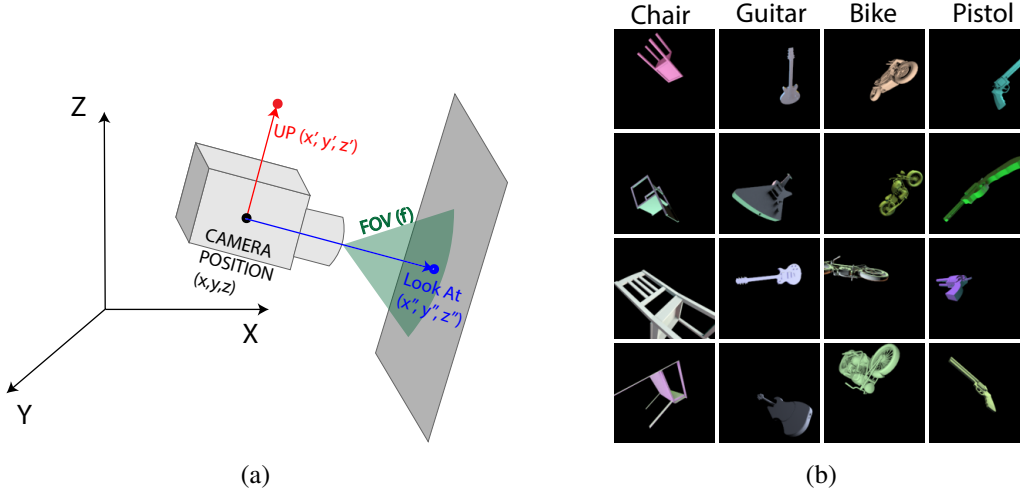 Z
UP (x′, y′, z′)
CAMERA
POSITION
(x,y,z)
FOV (f)
Look At
(x″, y″, z″)
X
Y
(a)
Chair Guitar Bike Pistol
(b)